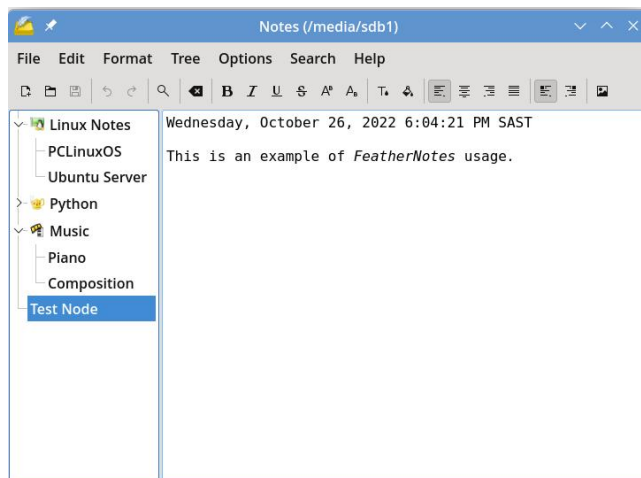 Notes (/media/sdb1)
File Edit Format Tree Options Search Help
Linux Notes
PCLinuxOS
Ubuntu Server
Python
Music
Piano
Composition
Test Node
Wednesday, October 26, 2022 6:04:21 PM SAST
This is an example of FeatherNotes usage.